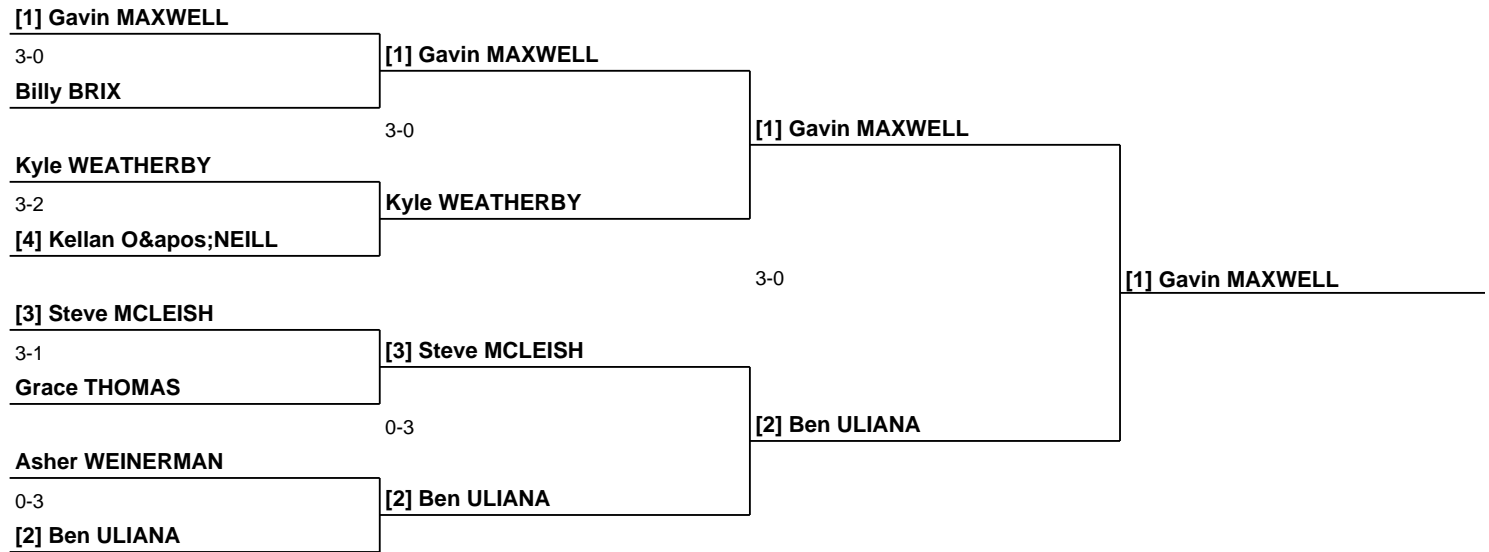 [1] Gavin MAXWELL
3-0
[1] Gavin MAXWELL
Billy BRIX
3-0
[1] Gavin MAXWELL
Kyle WEATHERBY
3-2
Kyle WEATHERBY
[4] Kellan O&apos;NEILL
3-0
[1] Gavin MAXWELL
[3] Steve MCLEISH
3-1
[3] Steve MCLEISH
Grace THOMAS
0-3
[2] Ben ULIANA
Asher WEINERMAN
0-3
[2] Ben ULIANA
[2] Ben ULIANA